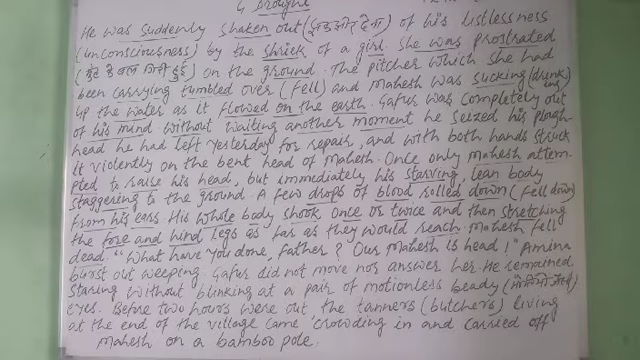 4 Drought
He was suddenly shaken out (झकझोर देना) of his listlessness
(unconsciousness) by the shrick of a girl. She was prostrated
(मुँह के बल गिरी हुई) on the ground. The pitcher which she had
been carrying tumbled over (fell) and Mahesh was sucking (drinking)
up the water as it flowed on the earth. Gafur was completely out
of his mind without waiting another moment he seized his plough-
head he had left yesterday for repair, and with both hands struck
it violently on the bent head of Mahesh. Once only Mahesh attem-
pted to raise his head, but immediately his starving, lean body
staggering to the ground. A few drops of blood rolled down (fell down)
from his ears His whole body shook once or twice and then stretching
the fore and hind legs as far as they would reach Mahesh fell
dead. "What have you done, father? Our Mahesh is head!" Amina
burst out weeping. Gafur did not move nor answer her. He remained
staring without blinking at a pair of motionless beady
eyes. Before two hours were out the tanners (butchers) living
at the end of the village came crowding in and carried off
Mahesh on a bamboo pole.